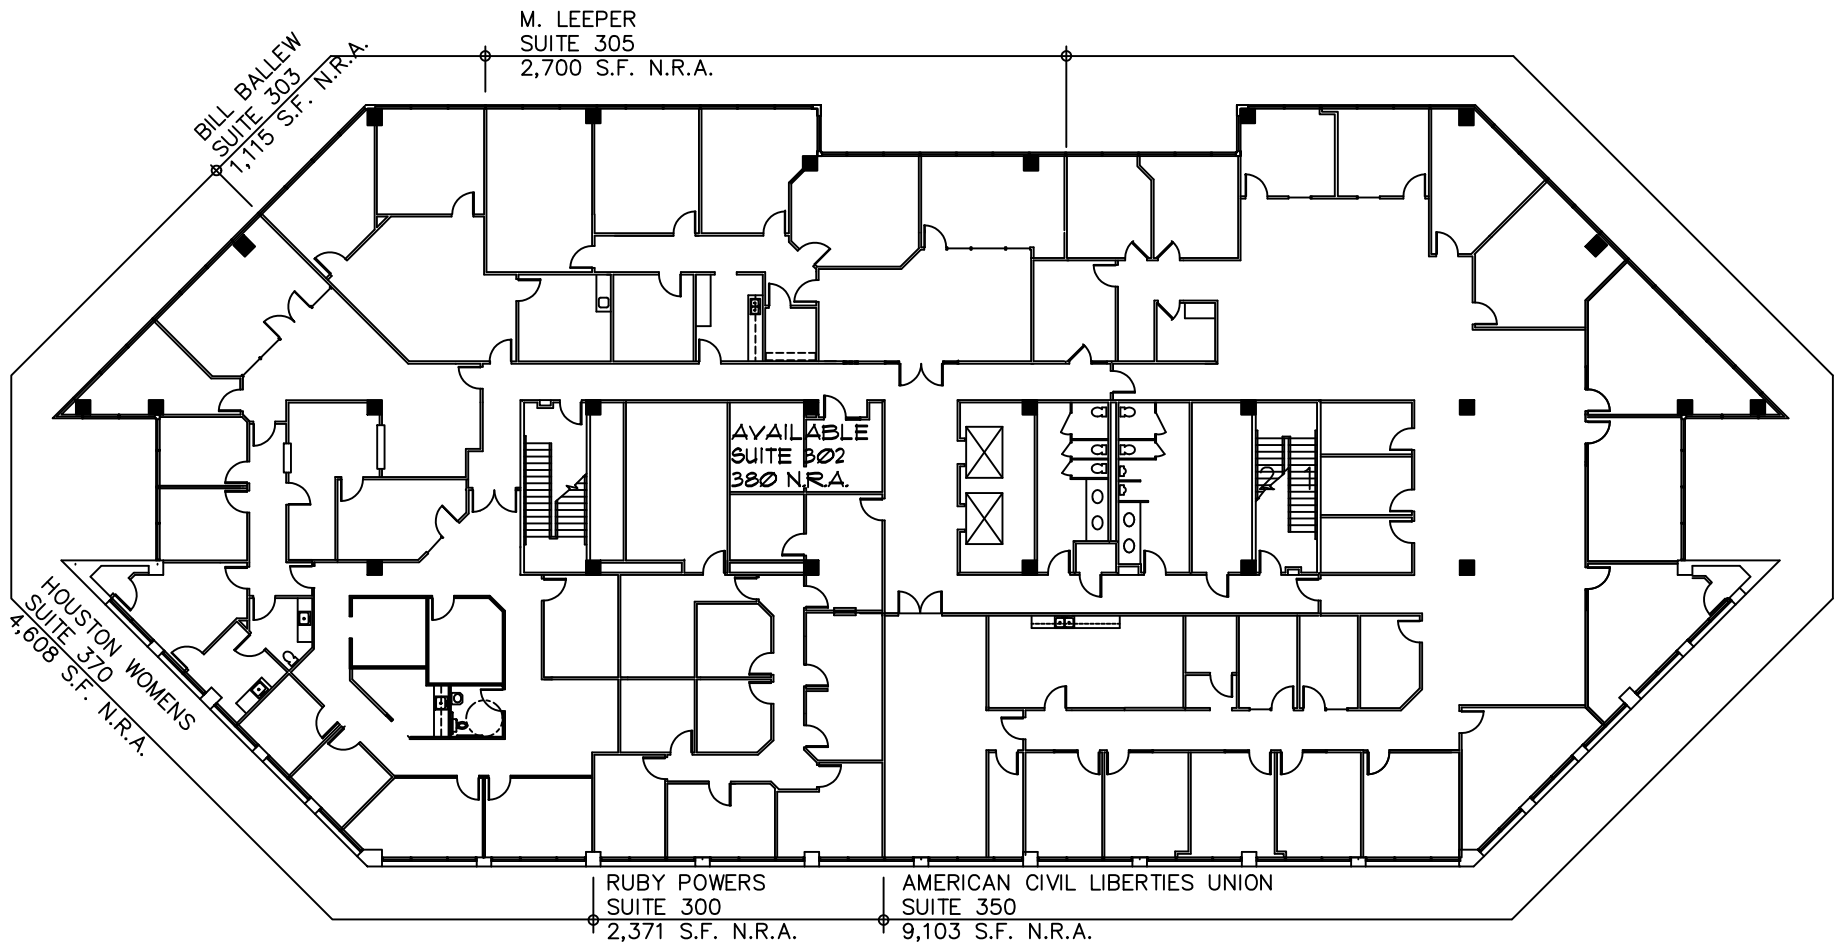 M. LEEPER
SUITE 305
2,700 S.F. N.R.A.
BILL BALLEW
SUITE 303
1,115 S.F. N.R.A.
AVAILABLE
SUITE 302
380 N.R.A.
2 1
HOUSTON WOMENS
SUITE 370
4,608 S.F. N.R.A.
RUBY POWERS
SUITE 300
2,371 S.F. N.R.A.
AMERICAN CIVIL LIBERTIES UNION
SUITE 350
9,103 S.F. N.R.A.